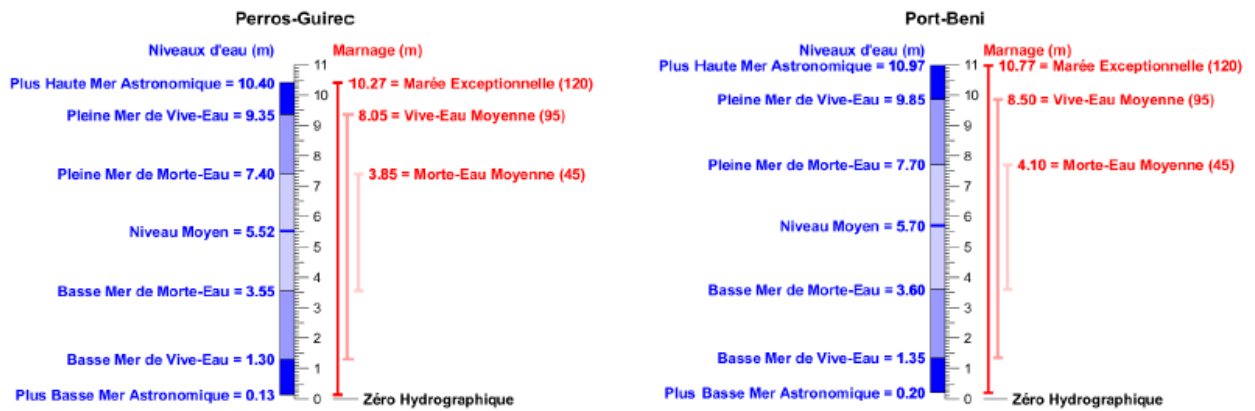 Perros-Guirec
Niveaux d'eau (m)
Marnage (m)
Plus Haute Mer Astronomique = 10.40
Pleine Mer de Vive-Eau = 9.35
Pleine Mer de Morte-Eau = 7.40
Niveau Moyen = 5.52
Basse Mer de Morte-Eau = 3.55
Basse Mer de Vive-Eau = 1.30
Plus Basse Mer Astronomique = 0.13
11
10
9
8
7
6
5
4
3
2
1
0
10.27 = Marée Exceptionnelle (120)
8.05 = Vive-Eau Moyenne (95)
3.85 = Morte-Eau Moyenne (45)
Zéro Hydrographique
Port-Beni
Niveaux d'eau (m)
Marnage (m)
Plus Haute Mer Astronomique = 10.97
Pleine Mer de Vive-Eau = 9.85
Pleine Mer de Morte-Eau = 7.70
Niveau Moyen = 5.70
Basse Mer de Morte-Eau = 3.60
Basse Mer de Vive-Eau = 1.35
Plus Basse Mer Astronomique = 0.20
11
10
9
8
7
6
5
4
3
2
1
0
10.77 = Marée Exceptionnelle (120)
8.50 = Vive-Eau Moyenne (95)
4.10 = Morte-Eau Moyenne (45)
Zéro Hydrographique